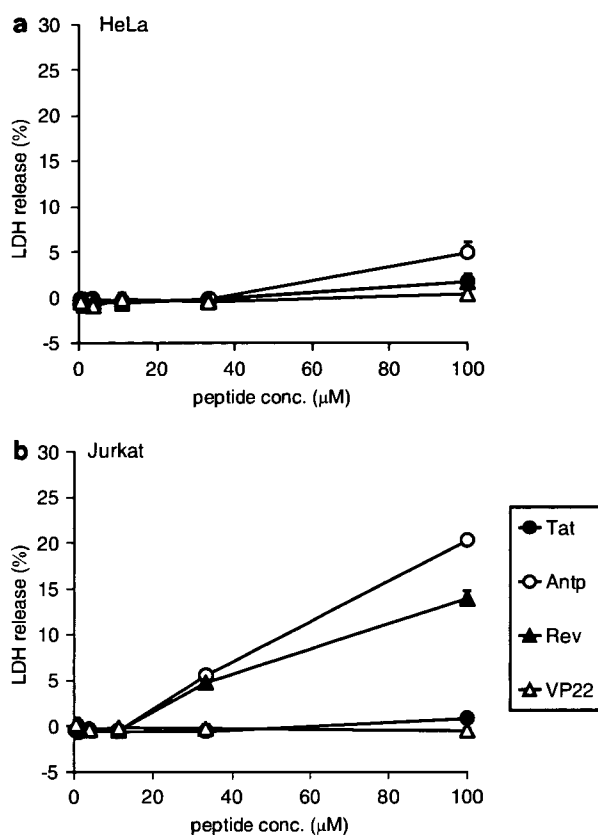 a HeLa
30
25
20
15
10
5
0
-5
LDH release (%)
0 20 40 60 80 100
peptide conc. (μM)
b Jurkat
30
25
20
15
10
5
0
-5
LDH release (%)
0 20 40 60 80 100
peptide conc. (μM)
Tat
Antp
Rev
VP22